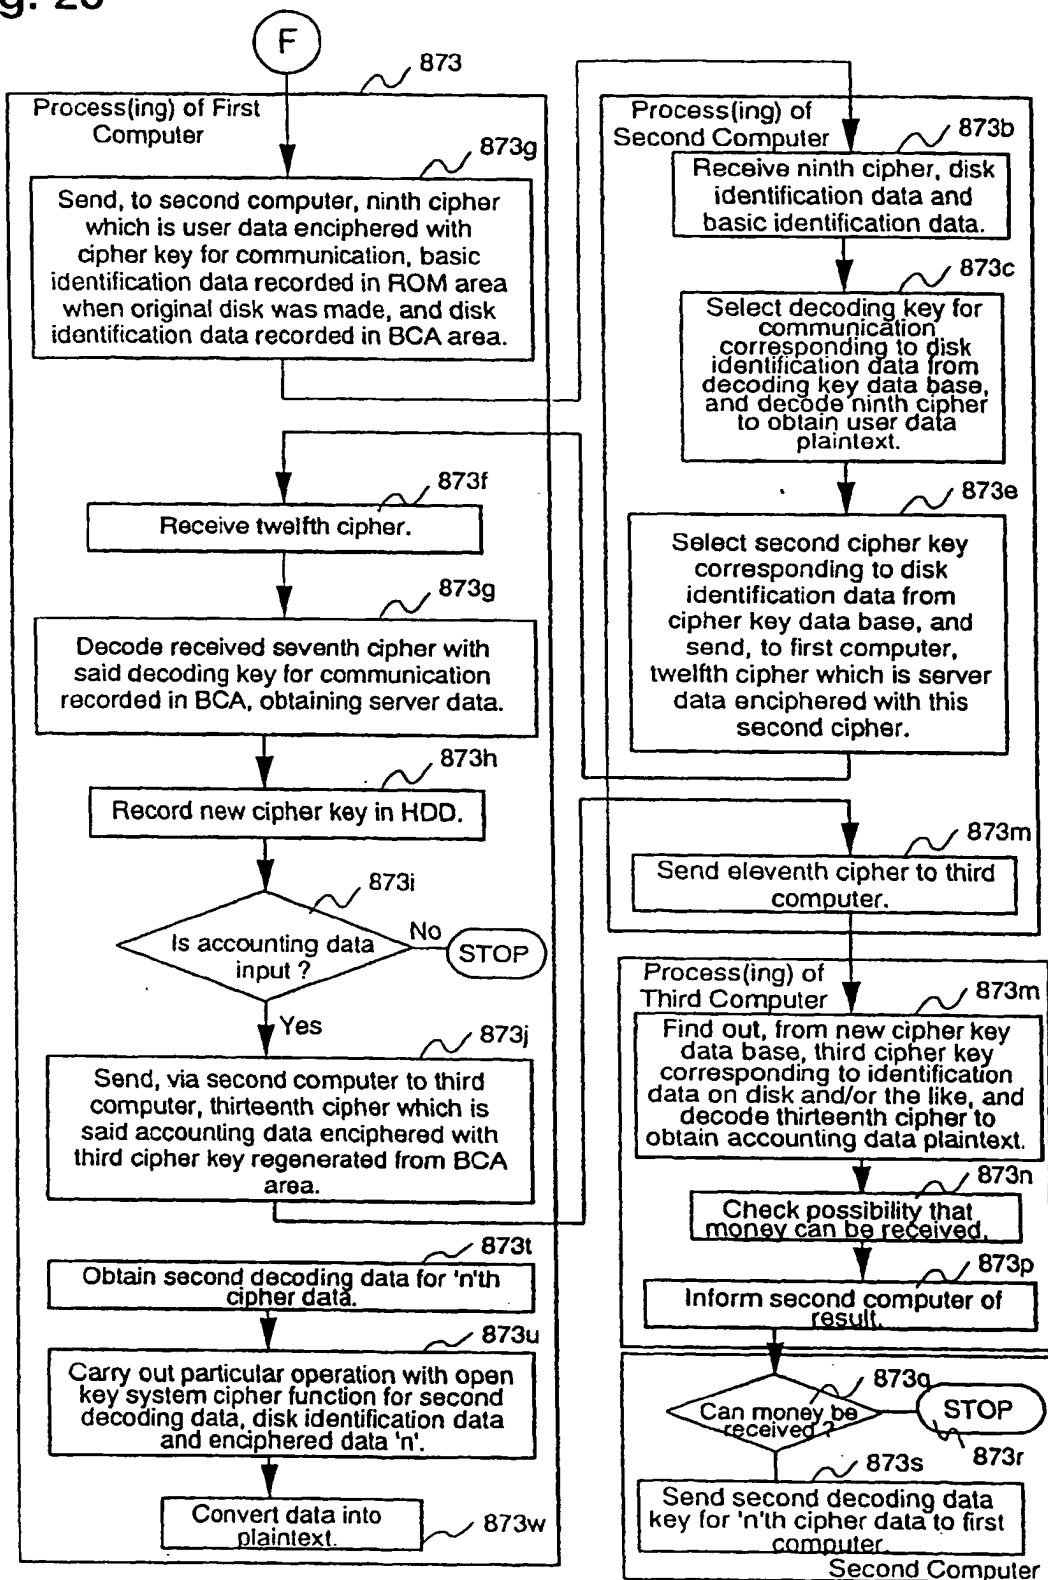 F
873
Process(ing) of First
Computer
873g
Send, to second computer, ninth cipher
which is user data enciphered with
cipher key for communication, basic
identification data recorded in ROM area
when original disk was made, and disk
identification data recorded in BCA area.
873f
Receive twelfth cipher.
873g
Decode received seventh cipher with
said decoding key for communication
recorded in BCA, obtaining server data.
873h
Record new cipher key in HDD.
873i
Is accounting data
input ?
No
STOP
Yes
873j
Send, via second computer to third
computer, thirteenth cipher which is
said accounting data enciphered with
third cipher key regenerated from BCA
area.
873t
Obtain second decoding data for 'n'th
cipher data.
873u
Carry out particular operation with open
key system cipher function for second
decoding data, disk identification data
and enciphered data 'n'.
Convert data into
plaintext.
873w
Process(ing) of
Second Computer
873b
Receive ninth cipher, disk
identification data and
basic identification data.
873c
Select decoding key for
communication
corresponding to disk
identification data from
decoding key data base,
and decode ninth cipher
to obtain user data
plaintext.
873e
Select second cipher key
corresponding to disk
identification data from
cipher key data base, and
send, to first computer,
twelfth cipher which is server
data enciphered with this
second cipher.
873m
Send eleventh cipher to third
computer.
Process(ing) of
Third Computer
873m
Find out, from new cipher key
data base, third cipher key
corresponding to identification
data on disk and/or the like, and
decode thirteenth cipher to
obtain accounting data plaintext.
873n
Check possibility that
money can be received.
873p
Inform second computer of
result.
873q
Can money be
received ?
STOP
873r
873s
Send second decoding data
key for 'n'th cipher data to first
computer.
Second Computer